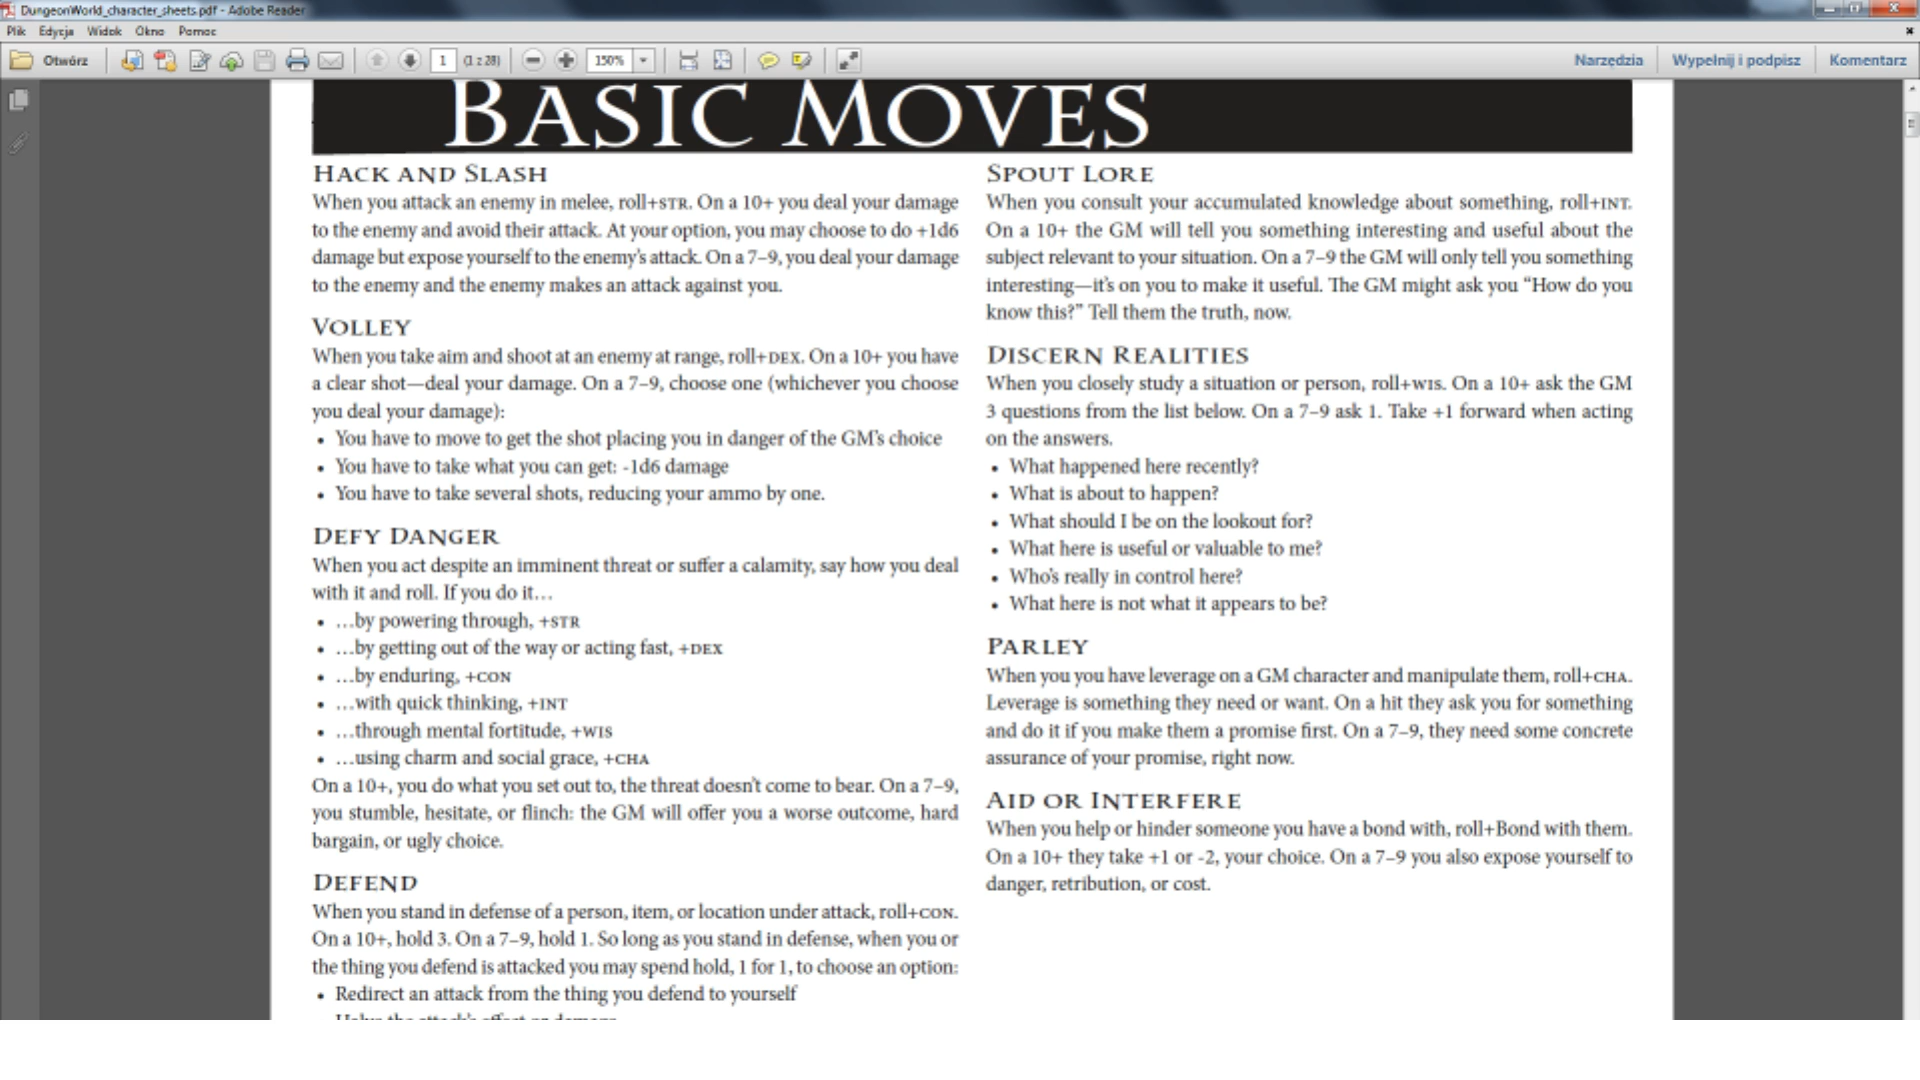 DungeonWorld_character_sheets.pdf - Adobe Reader
Plik Edycja Widok Okno Pomoc
Otwórz 1 (1 z 28) 150% Narzędzia Wypełnij i podpisz Komentarz
BASIC MOVES
HACK AND SLASH
When you attack an enemy in melee, roll+STR. On a 10+ you deal your damage
to the enemy and avoid their attack. At your option, you may choose to do +1d6
damage but expose yourself to the enemy's attack. On a 7–9, you deal your damage
to the enemy and the enemy makes an attack against you.
VOLLEY
When you take aim and shoot at an enemy at range, roll+DEX. On a 10+ you have
a clear shot—deal your damage. On a 7–9, choose one (whichever you choose
you deal your damage):
• You have to move to get the shot placing you in danger of the GM's choice
• You have to take what you can get: -1d6 damage
• You have to take several shots, reducing your ammo by one.
DEFY DANGER
When you act despite an imminent threat or suffer a calamity, say how you deal
with it and roll. If you do it…
• …by powering through, +STR
• …by getting out of the way or acting fast, +DEX
• …by enduring, +CON
• …with quick thinking, +INT
• …through mental fortitude, +WIS
• …using charm and social grace, +CHA
On a 10+, you do what you set out to, the threat doesn't come to bear. On a 7–9,
you stumble, hesitate, or flinch: the GM will offer you a worse outcome, hard
bargain, or ugly choice.
DEFEND
When you stand in defense of a person, item, or location under attack, roll+CON.
On a 10+, hold 3. On a 7–9, hold 1. So long as you stand in defense, when you or
the thing you defend is attacked you may spend hold, 1 for 1, to choose an option:
• Redirect an attack from the thing you defend to yourself
SPOUT LORE
When you consult your accumulated knowledge about something, roll+INT.
On a 10+ the GM will tell you something interesting and useful about the
subject relevant to your situation. On a 7–9 the GM will only tell you something
interesting—it's on you to make it useful. The GM might ask you “How do you
know this?” Tell them the truth, now.
DISCERN REALITIES
When you closely study a situation or person, roll+WIS. On a 10+ ask the GM
3 questions from the list below. On a 7–9 ask 1. Take +1 forward when acting
on the answers.
• What happened here recently?
• What is about to happen?
• What should I be on the lookout for?
• What here is useful or valuable to me?
• Who's really in control here?
• What here is not what it appears to be?
PARLEY
When you you have leverage on a GM character and manipulate them, roll+CHA.
Leverage is something they need or want. On a hit they ask you for something
and do it if you make them a promise first. On a 7–9, they need some concrete
assurance of your promise, right now.
AID OR INTERFERE
When you help or hinder someone you have a bond with, roll+Bond with them.
On a 10+ they take +1 or -2, your choice. On a 7–9 you also expose yourself to
danger, retribution, or cost.